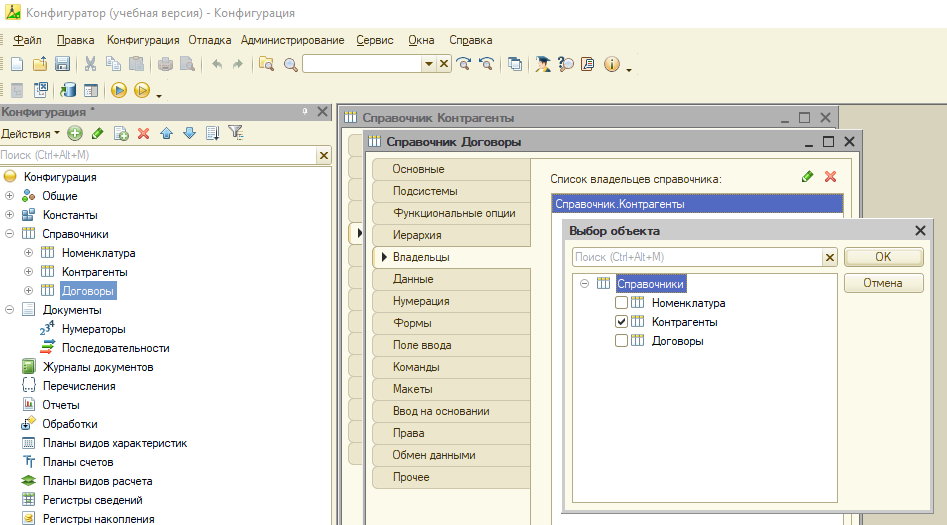 Конфигуратор (учебная версия) - Конфигурация
Файл Правка Конфигурация Отладка Администрирование Сервис Окна Справка
Конфигурация *
Действия
Поиск (Ctrl+Alt+M)
Конфигурация
Общие
Константы
Справочники
Номенклатура
Контрагенты
Договоры
Документы
Нумераторы
Последовательности
Журналы документов
Перечисления
Отчеты
Обработки
Планы видов характеристик
Планы счетов
Планы видов расчета
Регистры сведений
Регистры накопления
Справочник Контрагенты
Справочник Договоры
Основные
Подсистемы
Функциональные опции
Иерархия
Владельцы
Данные
Нумерация
Формы
Поле ввода
Команды
Макеты
Ввод на основании
Права
Обмен данными
Прочее
Список владельцев справочника:
Справочник.Контрагенты
Выбор объекта
Поиск (Ctrl+Alt+M)
OK
Отмена
Справочники
Номенклатура
Контрагенты
Договоры